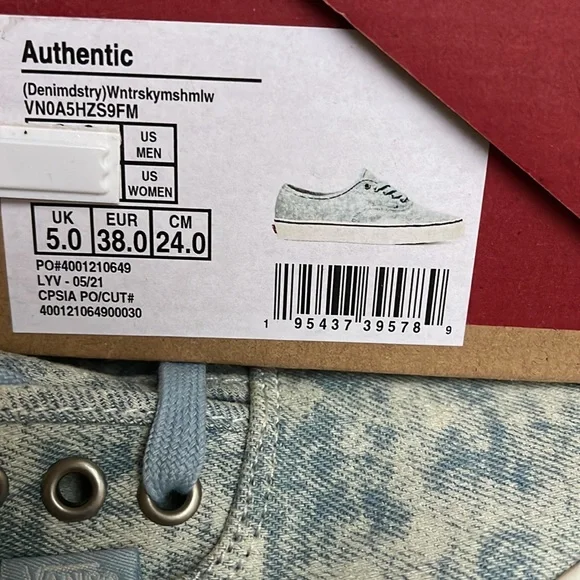 Authentic
(Denimdstry)Wntrskymshmlw
VN0A5HZS9FM
US
MEN
US
WOMEN
UK EUR CM
5.0 38.0 24.0
PO#4001210649
LYV - 05/21
CPSIA PO/CUT#
400121064900030
1 95437 39578 9
VANS